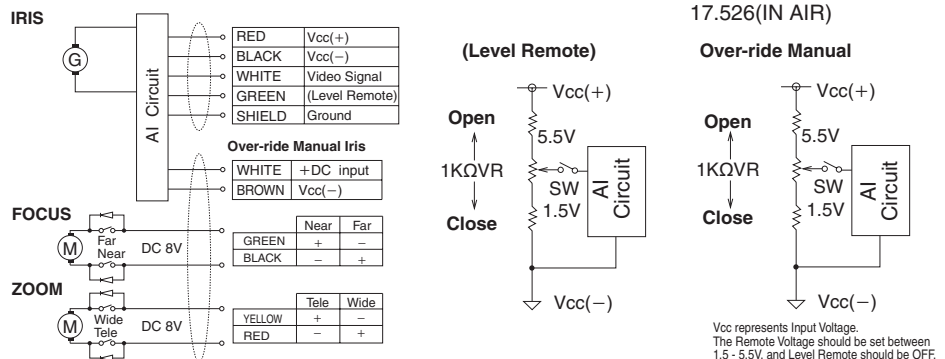 IRIS
G
AI Circuit
RED Vcc(+)
BLACK Vcc(−)
WHITE Video Signal
GREEN (Level Remote)
SHIELD Ground
Over-ride Manual Iris
WHITE +DC input
BROWN Vcc(−)
FOCUS
M
Far
Near
DC 8V
Near Far
GREEN + −
BLACK − +
ZOOM
M
Wide
Tele
DC 8V
Tele Wide
YELLOW + −
RED − +
(Level Remote)
Vcc(+)
Open
5.5V
1KΩVR
SW
1.5V
Close
AI Circuit
Vcc(−)
17.526(IN AIR)
Over-ride Manual
Vcc(+)
Open
5.5V
1KΩVR
SW
1.5V
Close
AI Circuit
Vcc(−)
Vcc represents Input Voltage.
The Remote Voltage should be set between
1.5 - 5.5V, and Level Remote should be OFF.